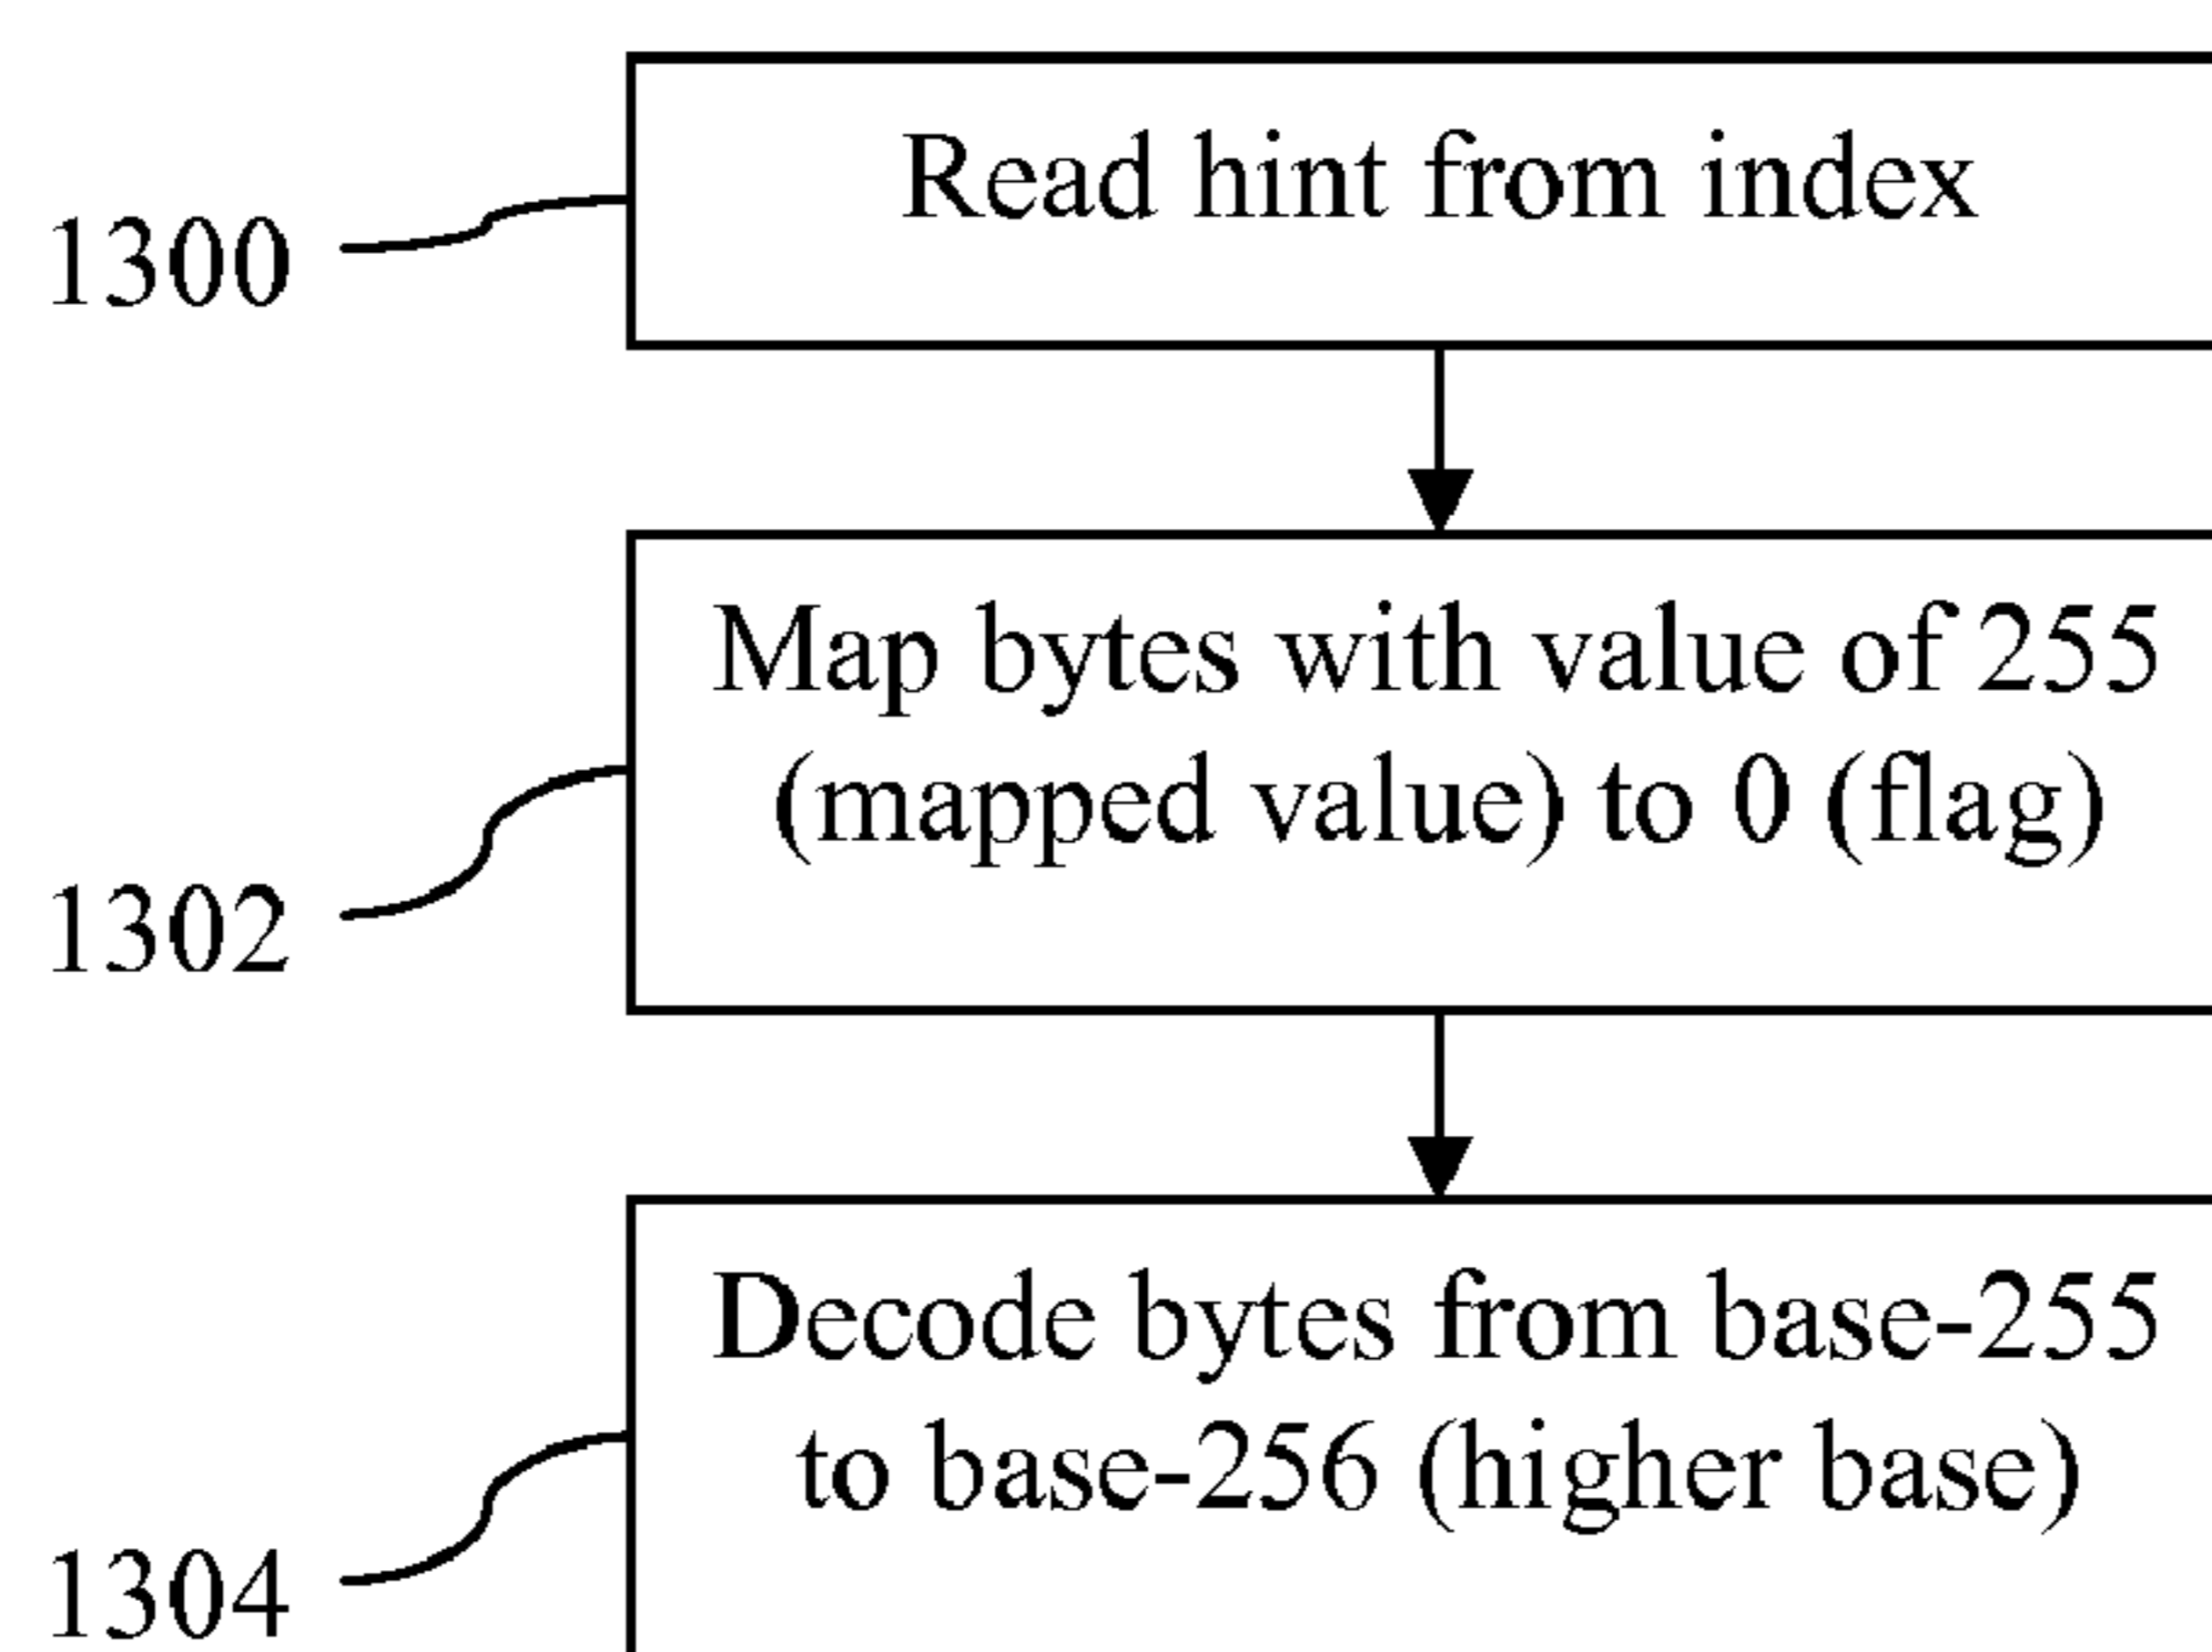 Read hint from index
1300
Map bytes with value of 255
(mapped value) to 0 (flag)
1302
Decode bytes from base-255
to base-256 (higher base)
1304